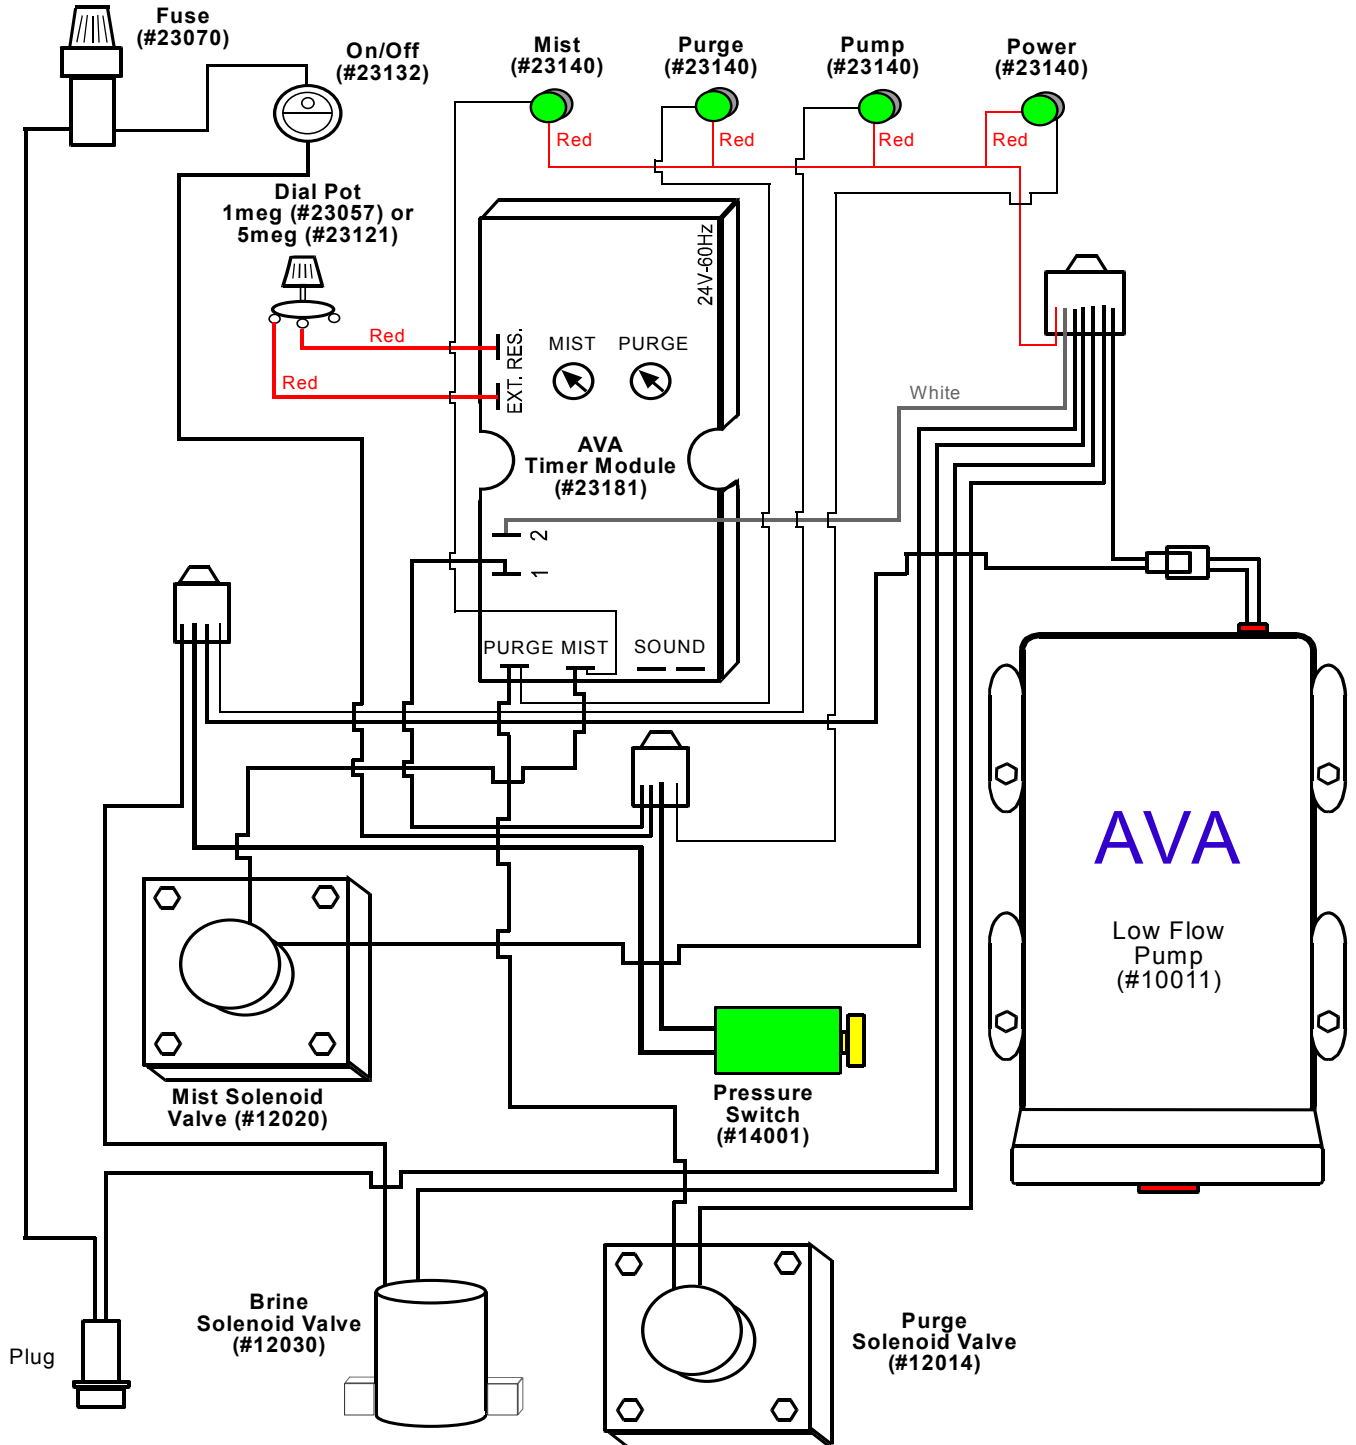 Fuse
(#23070)
On/Off
(#23132)
Mist
(#23140)
Purge
(#23140)
Pump
(#23140)
Power
(#23140)
Red
Red
Red
Red
Dial Pot
1meg (#23057) or
5meg (#23121)
24V-60Hz
Red
Red
EXT. RES.
MIST
PURGE
White
AVA
Timer Module
(#23181)
2
1
PURGE
MIST
SOUND
AVA
Low Flow
Pump
(#10011)
Mist Solenoid
Valve (#12020)
Pressure
Switch
(#14001)
Brine
Solenoid Valve
(#12030)
Purge
Solenoid Valve
(#12014)
Plug